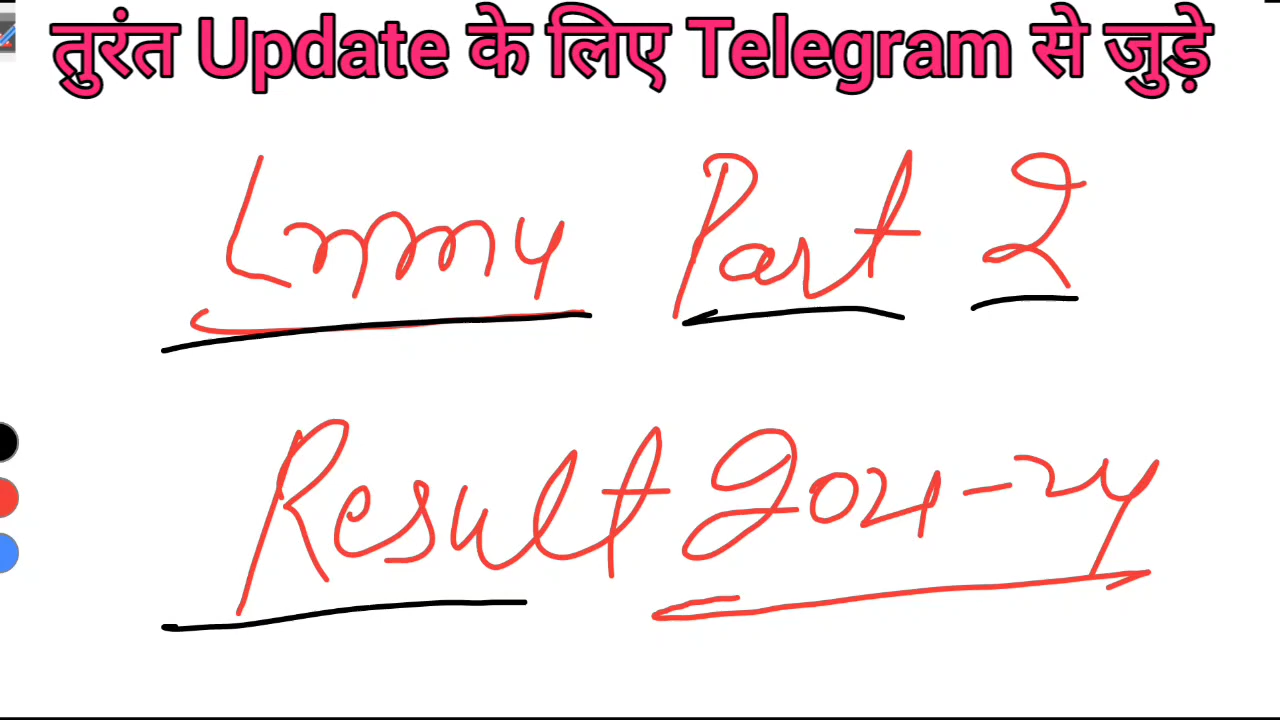 तुरंत Update के लिए Telegram से जुड़े
Lnmu Part 2
Result 2021-24